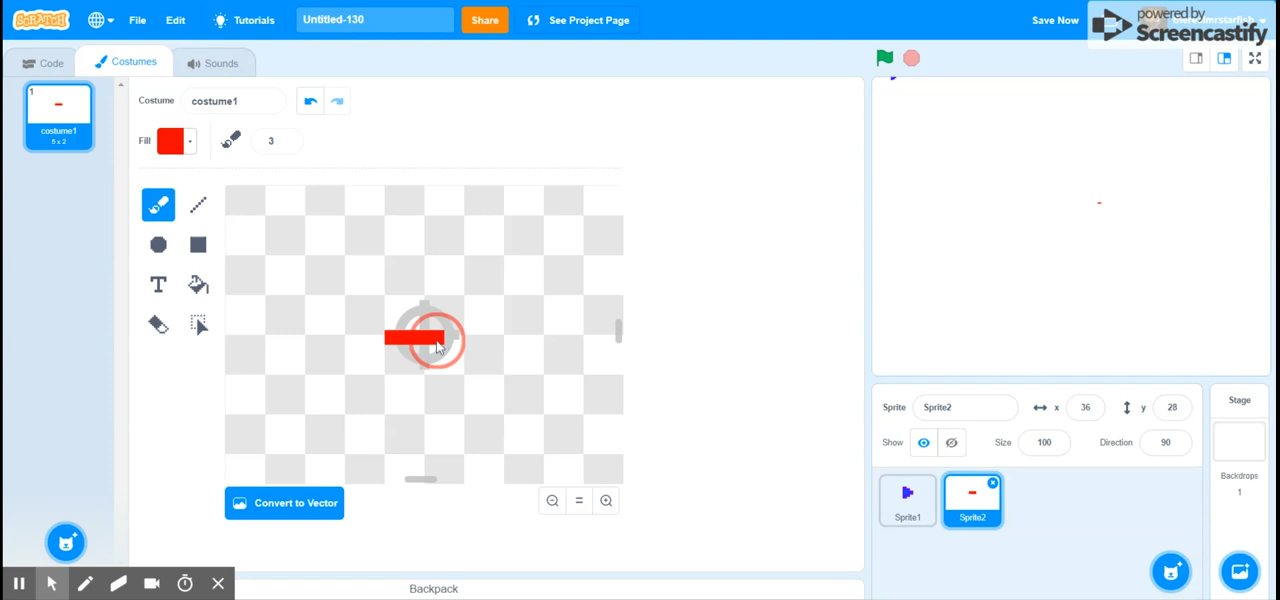 SCRATCH
File
Edit
Tutorials
Untitled-130
Share
See Project Page
Save Now
powered by
Screencastify
Code
Costumes
Sounds
Costume
costume1
Fill
3
1
costume1
5 x 2
T
Convert to Vector
Backpack
Sprite
Sprite2
x
36
y
28
Show
Size
100
Direction
90
Sprite1
Sprite2
Stage
Backdrops
1